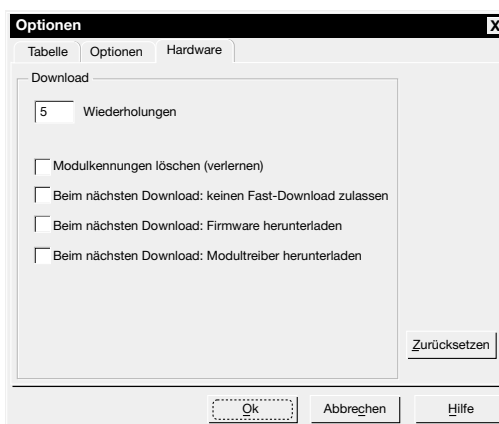 Optionen X
Tabelle Optionen Hardware
Download
5 Wiederholungen
Modulkennungen löschen (verlernen)
Beim nächsten Download: keinen Fast-Download zulassen
Beim nächsten Download: Firmware herunterladen
Beim nächsten Download: Modultreiber herunterladen
Zurücksetzen
Ok Abbrechen Hilfe